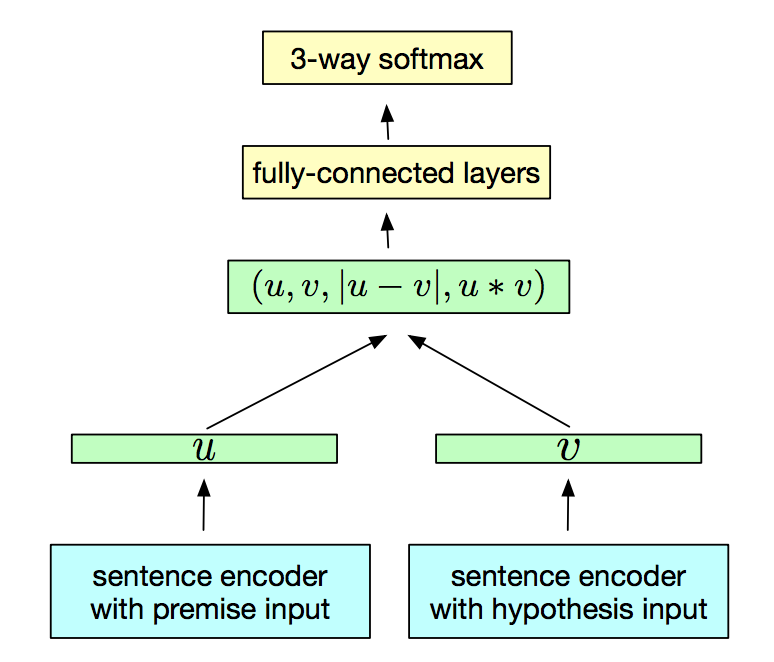 3-way softmax
fully-connected layers
(u, v, |u − v|, u ∗ v)
u
v
sentence encoder
with premise input
sentence encoder
with hypothesis input